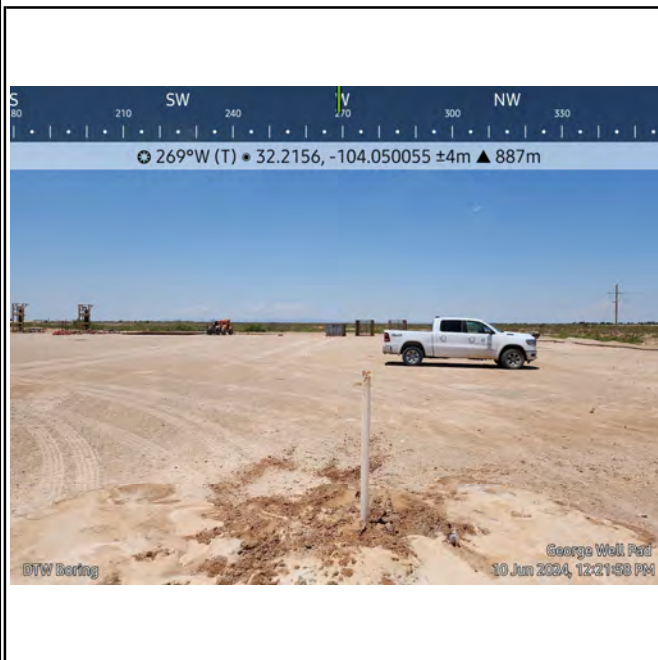 S SW W NW
80 210 240 270 300 330
269°W (T) ● 32.2156, -104.050055 ±4m ▲ 887m
DTW Boring
George Well Pad
10 Jun 2024, 12:21:58 PM